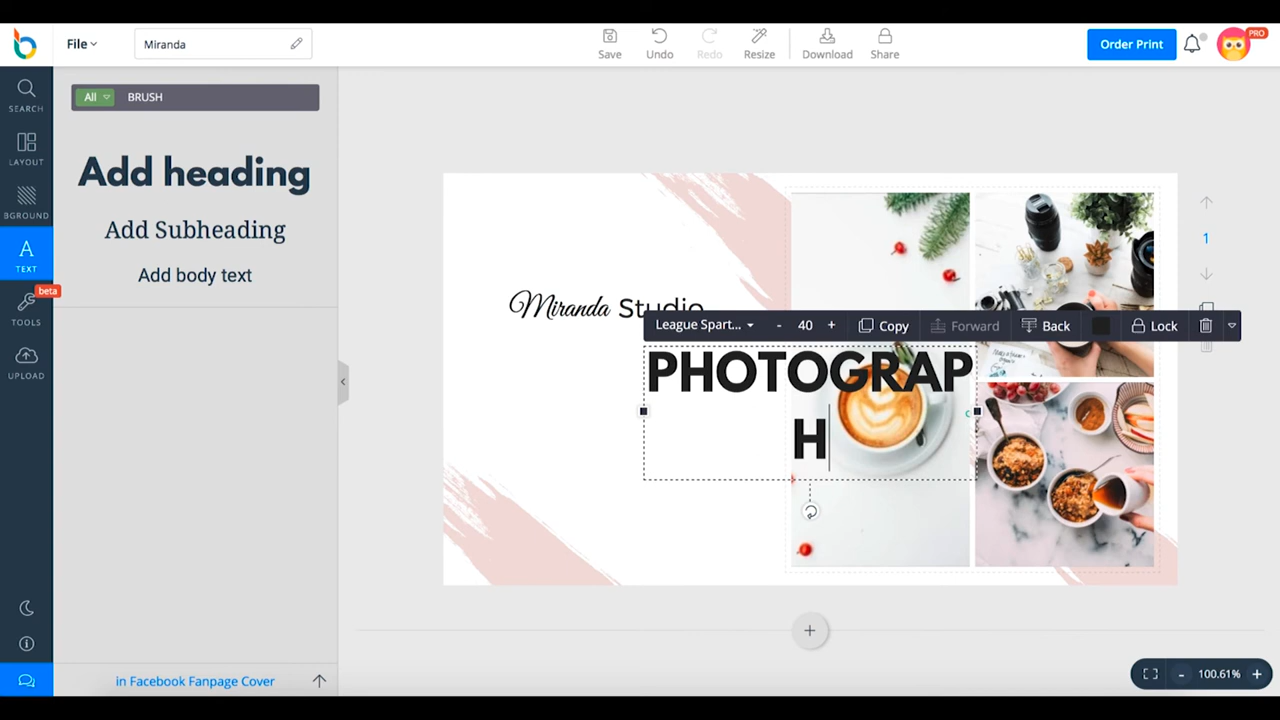 File
Miranda
Save
Undo
Redo
Resize
Download
Share
Order Print
PRO
SEARCH
LAYOUT
BGROUND
TEXT
beta
TOOLS
UPLOAD
All
BRUSH
Add heading
Add Subheading
Add body text
in Facebook Fanpage Cover
Miranda Studio
League Spart...
- 40 +
Copy
Forward
Back
Lock
PHOTOGRAP
H
1
+
- 100.61% +